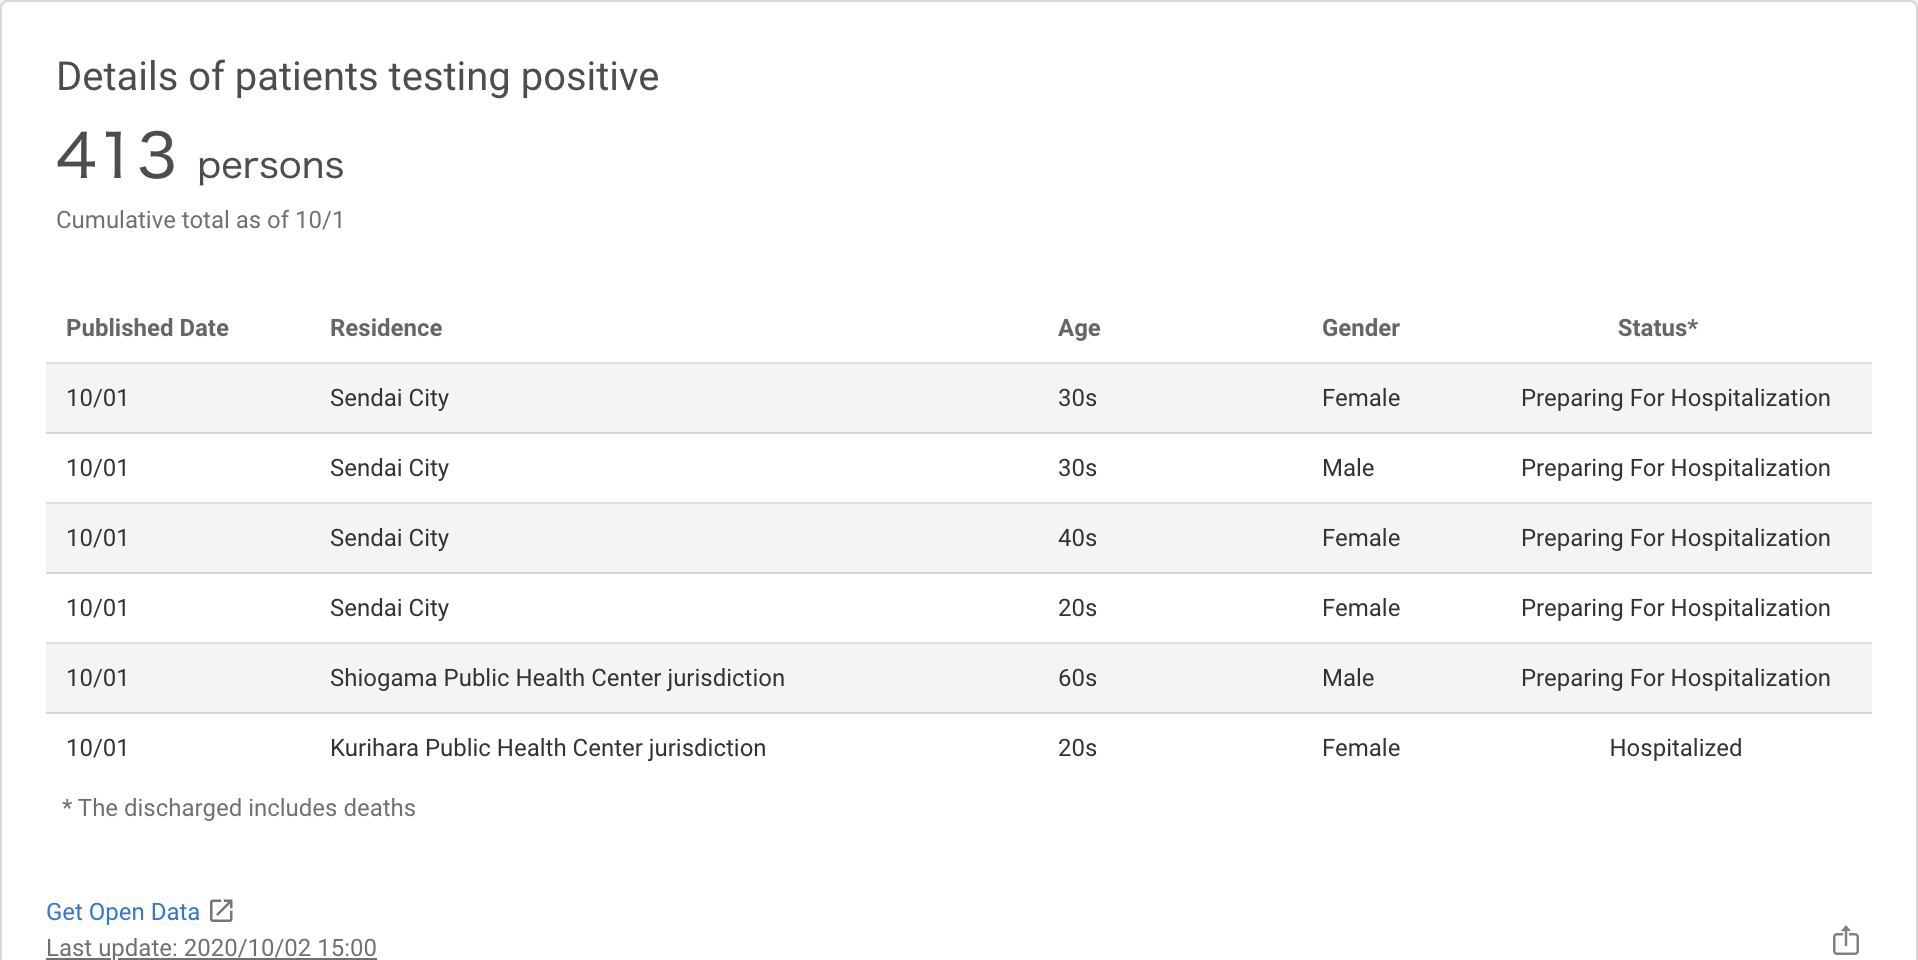 Details of patients testing positive
413 persons
Cumulative total as of 10/1
Published Date Residence Age Gender Status*
10/01 Sendai City 30s Female Preparing For Hospitalization
10/01 Sendai City 30s Male Preparing For Hospitalization
10/01 Sendai City 40s Female Preparing For Hospitalization
10/01 Sendai City 20s Female Preparing For Hospitalization
10/01 Shiogama Public Health Center jurisdiction 60s Male Preparing For Hospitalization
10/01 Kurihara Public Health Center jurisdiction 20s Female Hospitalized
* The discharged includes deaths
Get Open Data
Last update: 2020/10/02 15:00